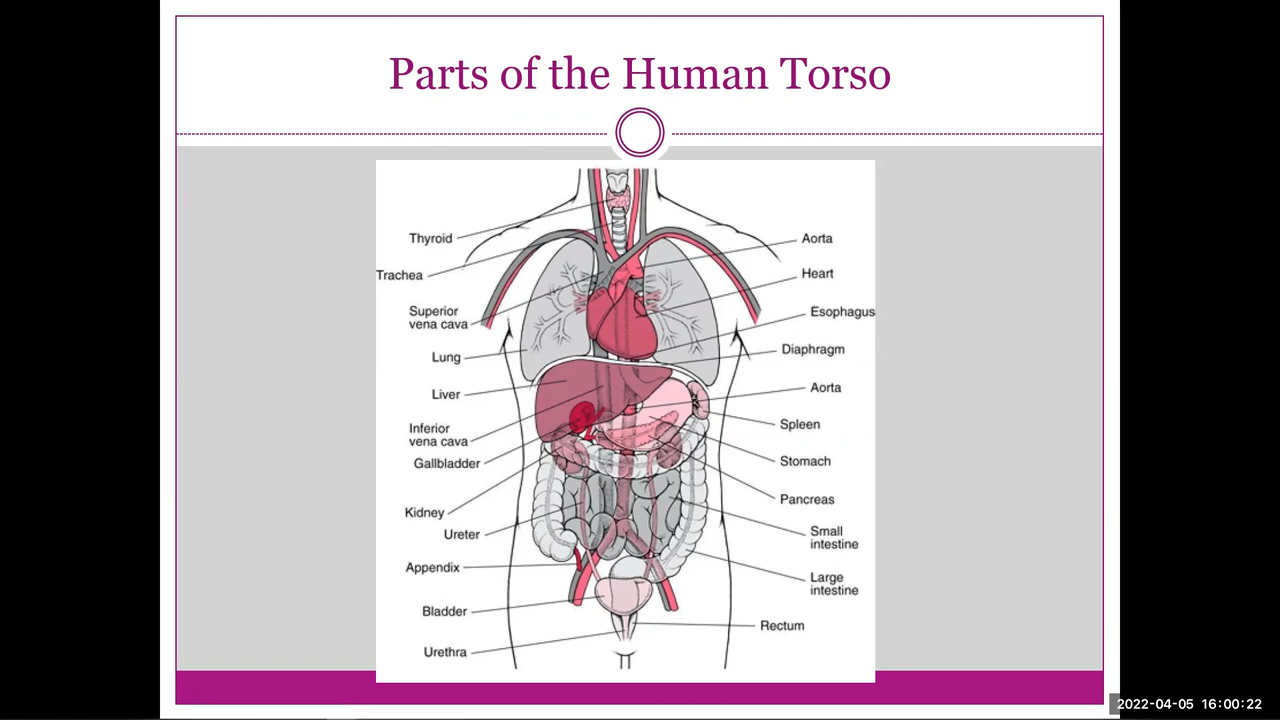 Parts of the Human Torso
Thyroid
Trachea
Superior
vena cava
Lung
Liver
Inferior
vena cava
Gallbladder
Kidney
Ureter
Appendix
Bladder
Urethra
Aorta
Heart
Esophagus
Diaphragm
Aorta
Spleen
Stomach
Pancreas
Small
intestine
Large
intestine
Rectum
2022-04-05 16:00:22